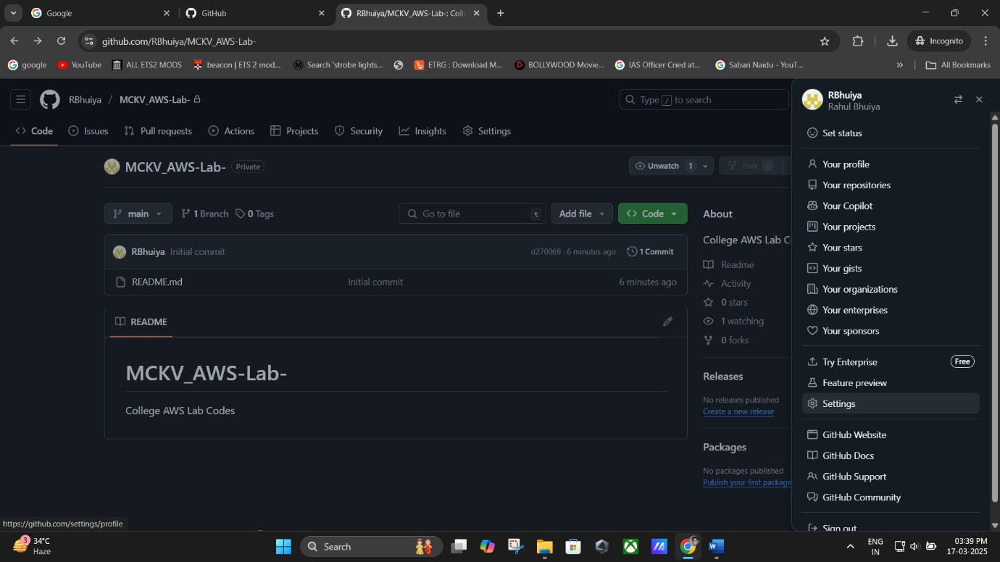 Google
GitHub
RBhuiya/MCKV_AWS-Lab-: Coll
github.com/RBhuiya/MCKV_AWS-Lab-
Incognito
google
YouTube
ALL ETS2 MODS
beacon | ETS 2 mod...
Search 'strobe lights...
ETRG : Download M...
BOLLYWOOD Movie...
IAS Officer Cried at...
Sabari Naidu - YouT...
»
All Bookmarks
RBhuiya / MCKV_AWS-Lab-
Type / to search
RBhuiya
Rahul Bhuiya
Code
Issues
Pull requests
Actions
Projects
Security
Insights
Settings
Set status
MCKV_AWS-Lab-
Private
Unwatch 1
Fork 0
Your profile
Your repositories
Your Copilot
Your projects
Your stars
Your gists
Your organizations
Your enterprises
Your sponsors
Try Enterprise
Free
Feature preview
Settings
GitHub Website
GitHub Docs
GitHub Support
GitHub Community
Sign out
main
1 Branch
0 Tags
Go to file
t
Add file
<> Code
About
College AWS Lab C
RBhuiya Initial commit
d270069 · 6 minutes ago
1 Commit
README.md
Initial commit
6 minutes ago
Readme
Activity
0 stars
1 watching
0 forks
README
MCKV_AWS-Lab-
College AWS Lab Codes
Releases
No releases published
Create a new release
Packages
No packages published
Publish your first package
https://github.com/settings/profile
3
34°C
Haze
Search
ENG
IN
03:39 PM
17-03-2025